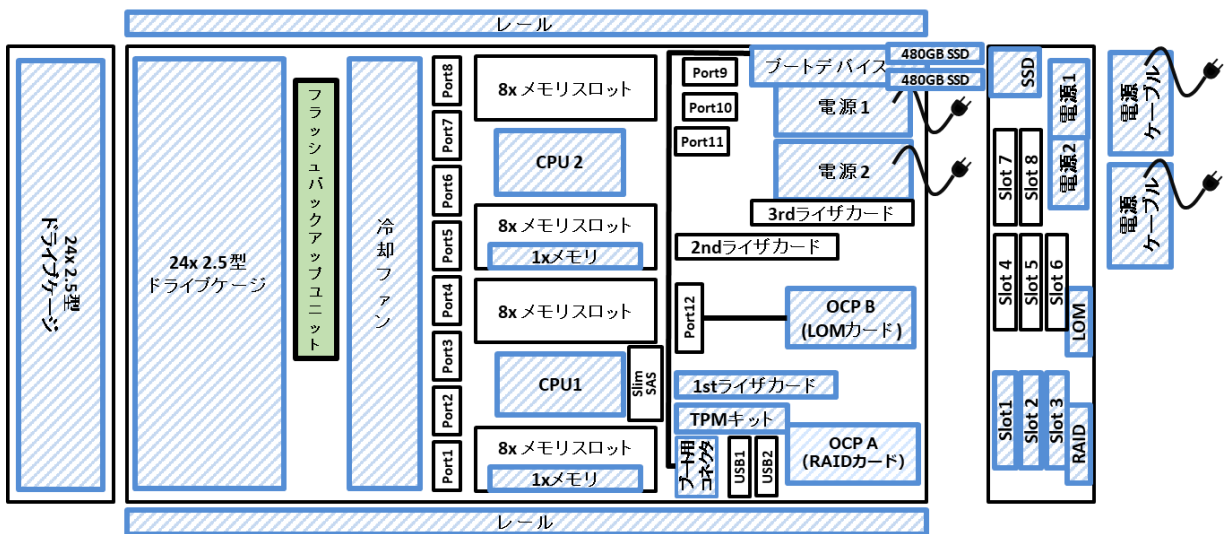 レール
24x 2.5型
ドライブケージ
24x 2.5型
ドライブケージ
フラッシュバックアップユニット
冷却ファン
Port8
Port7
Port6
Port5
Port4
Port3
Port2
Port1
8x メモリスロット
CPU 2
8x メモリスロット
1xメモリ
8x メモリスロット
CPU1
Slim
SAS
8x メモリスロット
1xメモリ
Port9
Port10
Port11
ブートデバイス
480GB SSD
480GB SSD
電源1
電源2
3rdライザカード
2ndライザカード
Port12
OCP B
(LOMカード)
1stライザカード
TPMキット
ブート用
コネクタ
USB1
USB2
OCP A
(RAIDカード)
レール
SSD
電源1
電源2
Slot 7
Slot 8
Slot 4
Slot 5
Slot 6
LOM
Slot1
Slot 2
Slot 3
RAID
電源
ケーブル
電源
ケーブル